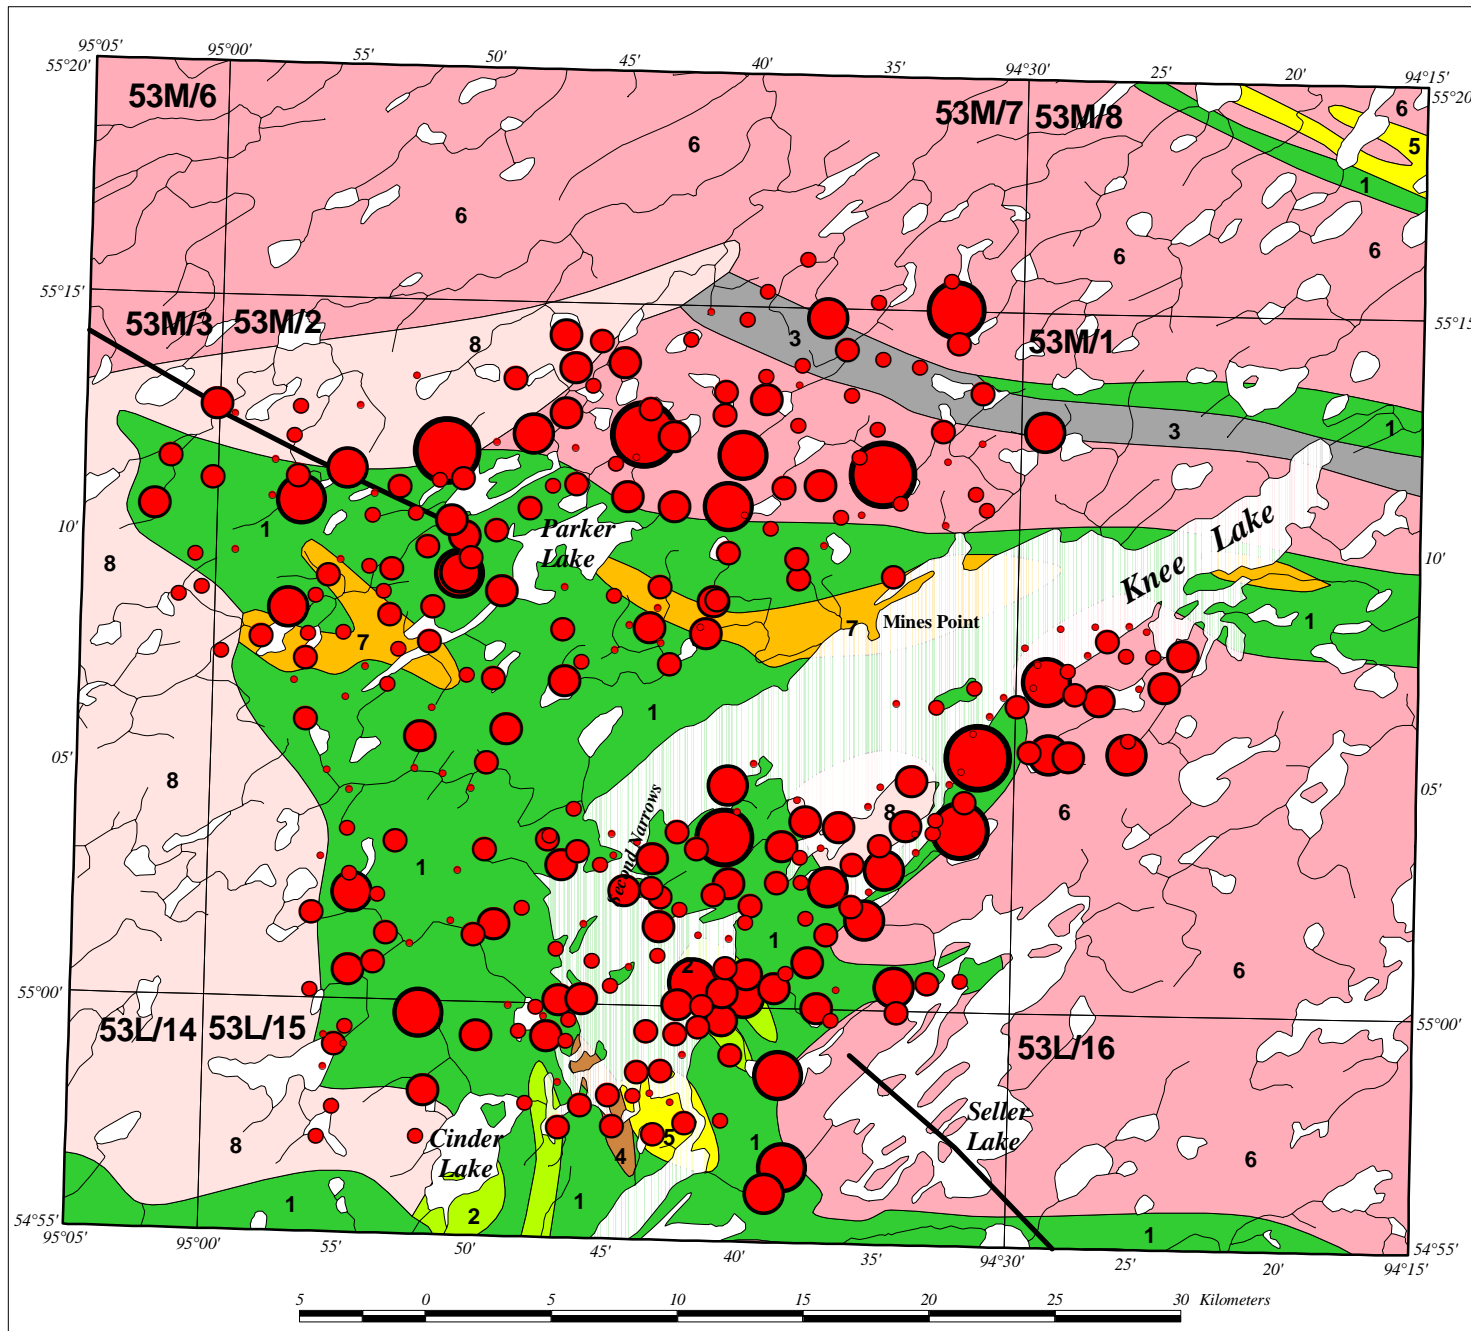 95°05' 95°00' 55' 50' 45' 40' 35' 94°30' 25' 20' 94°15'
55°20' 55°20'
53M/6 53M/7 53M/8
6 6 5
6 1
6 6 6
55°15' 55°15'
53M/3 53M/2 8 3 53M/1
3 1
10' 1 Parker
Lake
Knee Lake
10'
8 7 7 Mines Point 1
1
05' 8 05'
Second Narrows
8 6
1
1
2 6
55°00' 55°00'
53L/14 53L/15 53L/16
Seller
Lake
Cinder
Lake
8 5 4 1 6
1 2 1 1
54°55' 54°55'
95°05' 95°00' 55' 50' 45' 40' 35' 94°30' 25' 20' 94°15'
5 0 5 10 15 20 25 30 Kilometers